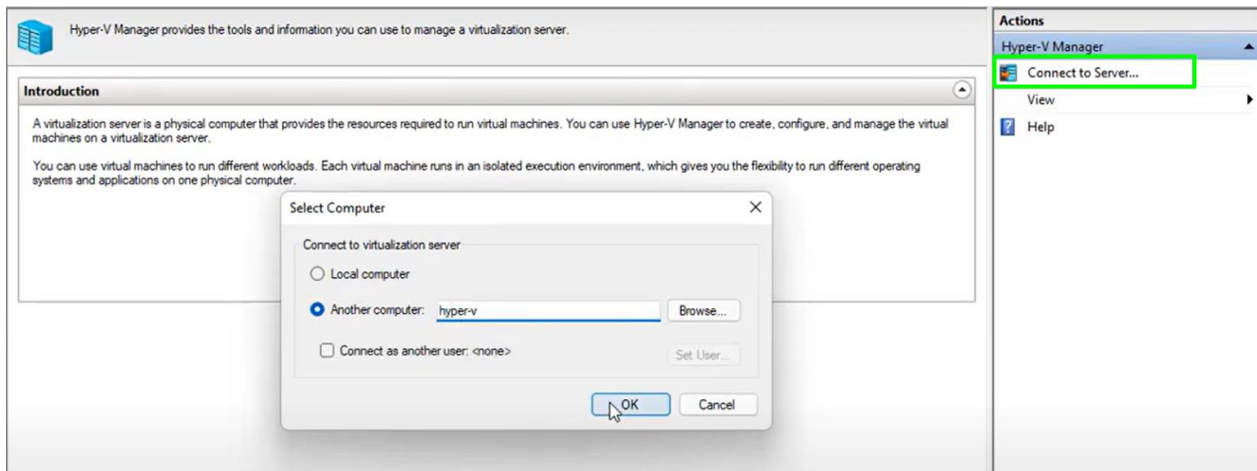 Hyper-V Manager provides the tools and information you can use to manage a virtualization server.
Introduction
A virtualization server is a physical computer that provides the resources required to run virtual machines. You can use Hyper-V Manager to create, configure, and manage the virtual
machines on a virtualization server.
You can use virtual machines to run different workloads. Each virtual machine runs in an isolated execution environment, which gives you the flexibility to run different operating
systems and applications on one physical computer.
Select Computer
Connect to virtualization server
Local computer
Another computer: hyper-v Browse...
Connect as another user: <none> Set User...
OK Cancel
Actions
Hyper-V Manager
Connect to Server...
View
Help